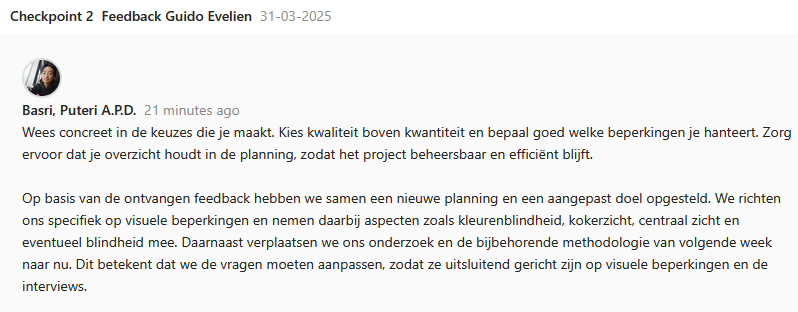 Checkpoint 2 Feedback Guido Evelien 31-03-2025
Basri, Puteri A.P.D. 21 minutes ago
Wees concreet in de keuzes die je maakt. Kies kwaliteit boven kwantiteit en bepaal goed welke beperkingen je hanteert. Zorg
ervoor dat je overzicht houdt in de planning, zodat het project beheersbaar en efficiënt blijft.
Op basis van de ontvangen feedback hebben we samen een nieuwe planning en een aangepast doel opgesteld. We richten
ons specifiek op visuele beperkingen en nemen daarbij aspecten zoals kleurenblindheid, kokerzicht, centraal zicht en
eventueel blindheid mee. Daarnaast verplaatsen we ons onderzoek en de bijbehorende methodologie van volgende week
naar nu. Dit betekent dat we de vragen moeten aanpassen, zodat ze uitsluitend gericht zijn op visuele beperkingen en de
interviews.